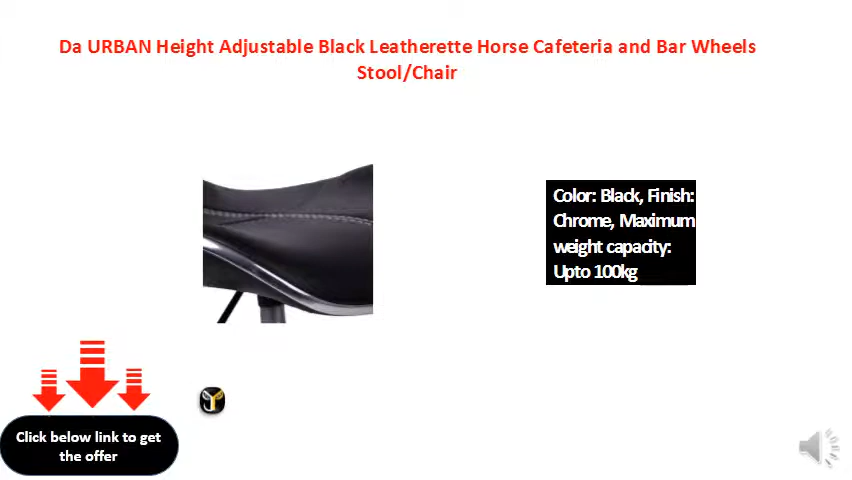 Da URBAN Height Adjustable Black Leatherette Horse Cafeteria and Bar Wheels
Stool/Chair
Color: Black, Finish:
Chrome, Maximum
weight capacity:
Upto 100kg
Click below link to get
the offer